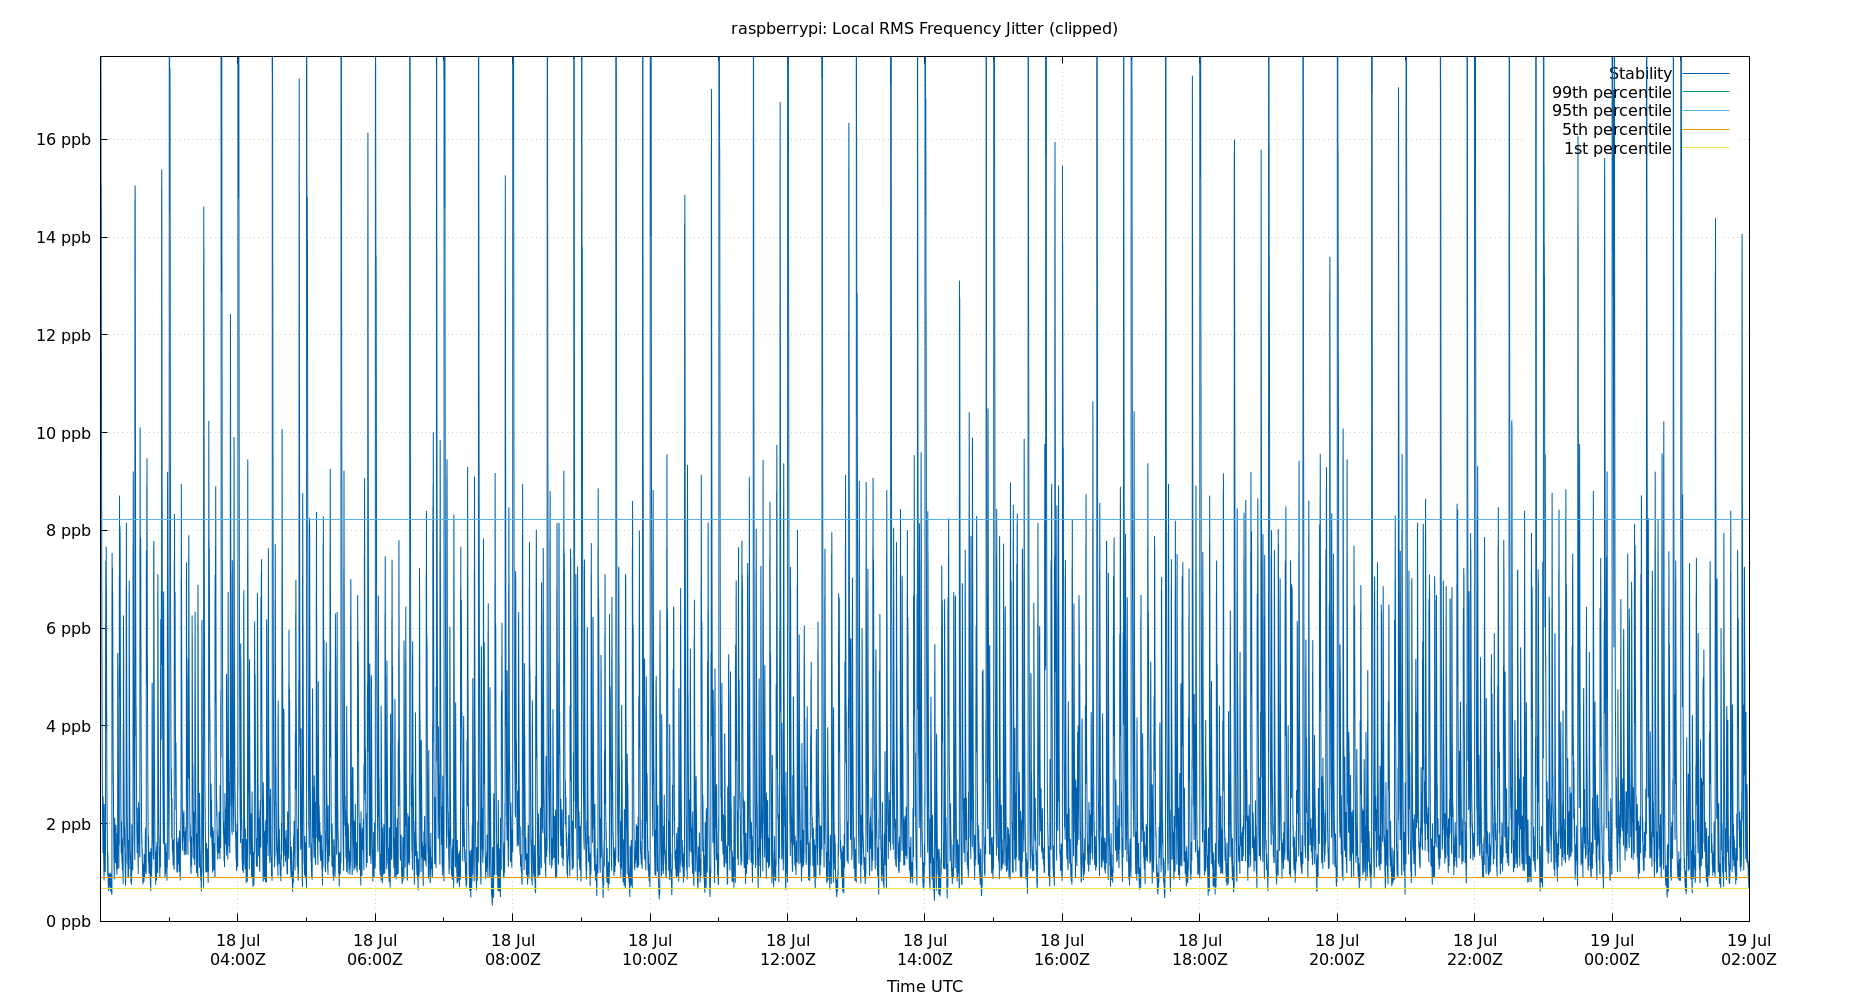 raspberrypi: Local RMS Frequency Jitter (clipped)
Stability
99th percentile
95th percentile
5th percentile
1st percentile
16 ppb
14 ppb
12 ppb
10 ppb
8 ppb
6 ppb
4 ppb
2 ppb
0 ppb
18 Jul 18 Jul 18 Jul 18 Jul 18 Jul 18 Jul 18 Jul 18 Jul 18 Jul 18 Jul 19 Jul 19 Jul
04:00Z 06:00Z 08:00Z 10:00Z 12:00Z 14:00Z 16:00Z 18:00Z 20:00Z 22:00Z 00:00Z 02:00Z
Time UTC